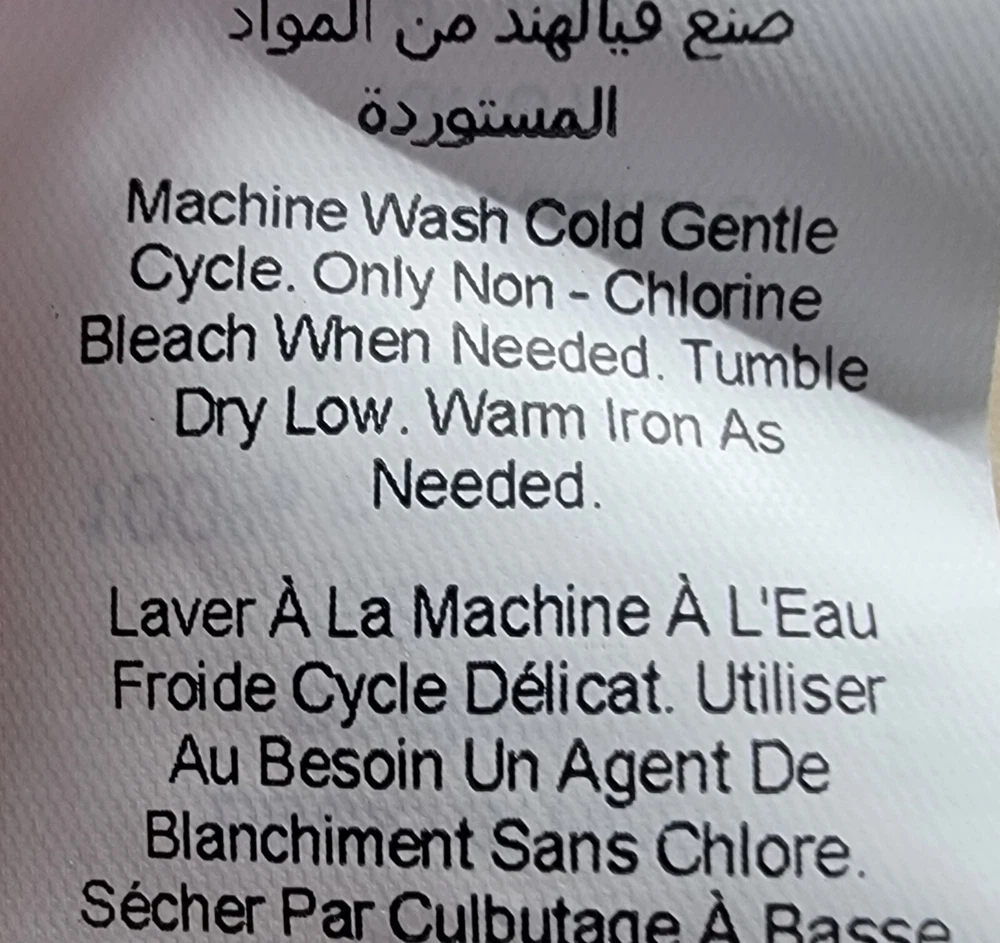 صنع فيالهند من المواد
المستوردة
Machine Wash Cold Gentle
Cycle. Only Non - Chlorine
Bleach When Needed. Tumble
Dry Low. Warm Iron As
Needed.
Laver À La Machine À L'Eau
Froide Cycle Délicat. Utiliser
Au Besoin Un Agent De
Blanchiment Sans Chlore.
Sécher Par Culbutage À Basse